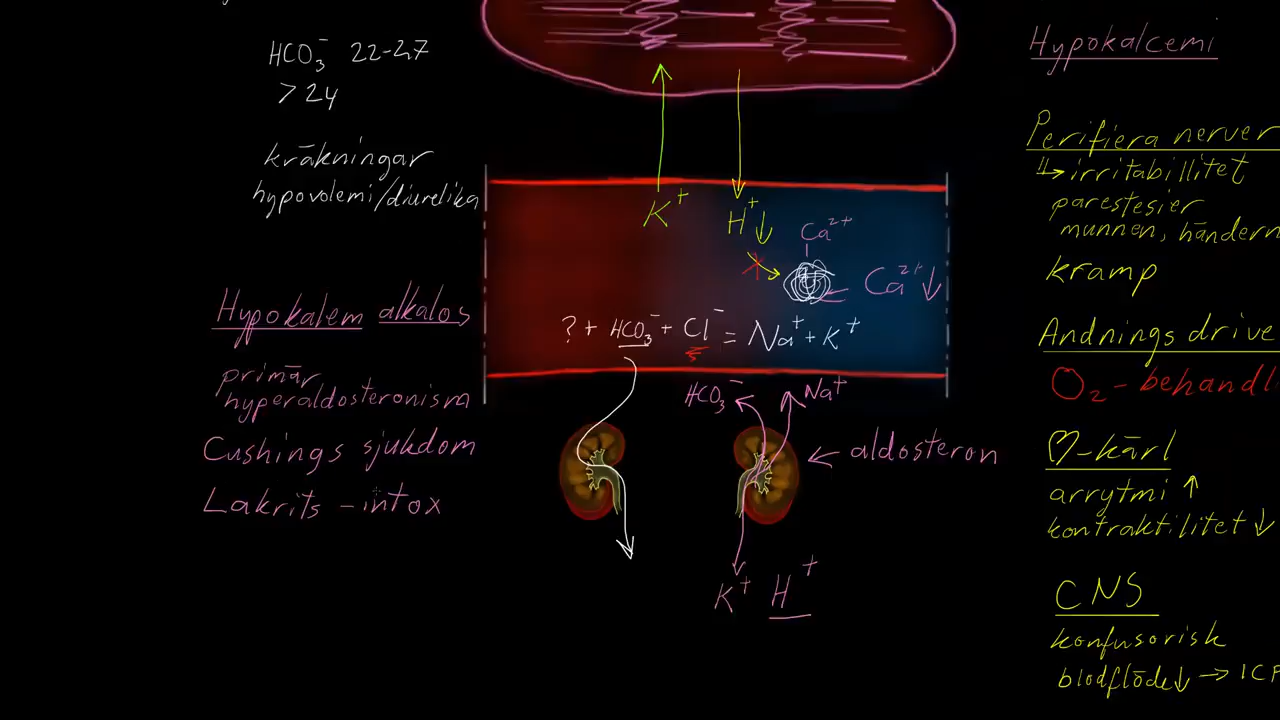 HCO₃⁻ 22-27
> 24
kräkningar
hypovolemi/diurelika
Hypokalem alkalos
primär
hyperaldosteronism
Cushings sjukdom
Lakrits - intox
K⁺
H⁺↓
Ca²⁺
Ca²⁺↓
? + HCO₃⁻ + Cl⁻ = Na⁺ + K⁺
HCO₃⁻
Na⁺
← aldosteron
K⁺ H⁺
Hypokalcemi
Perifiera nerver
↳ irritabillitet
parestesier
munnen, händern
kramp
Andnings drive
O₂-behandl
♡-kärl
arrytmi ↑
kontraktilitet ↓
CNS
konfusorisk
blodflöde↓ → ICP